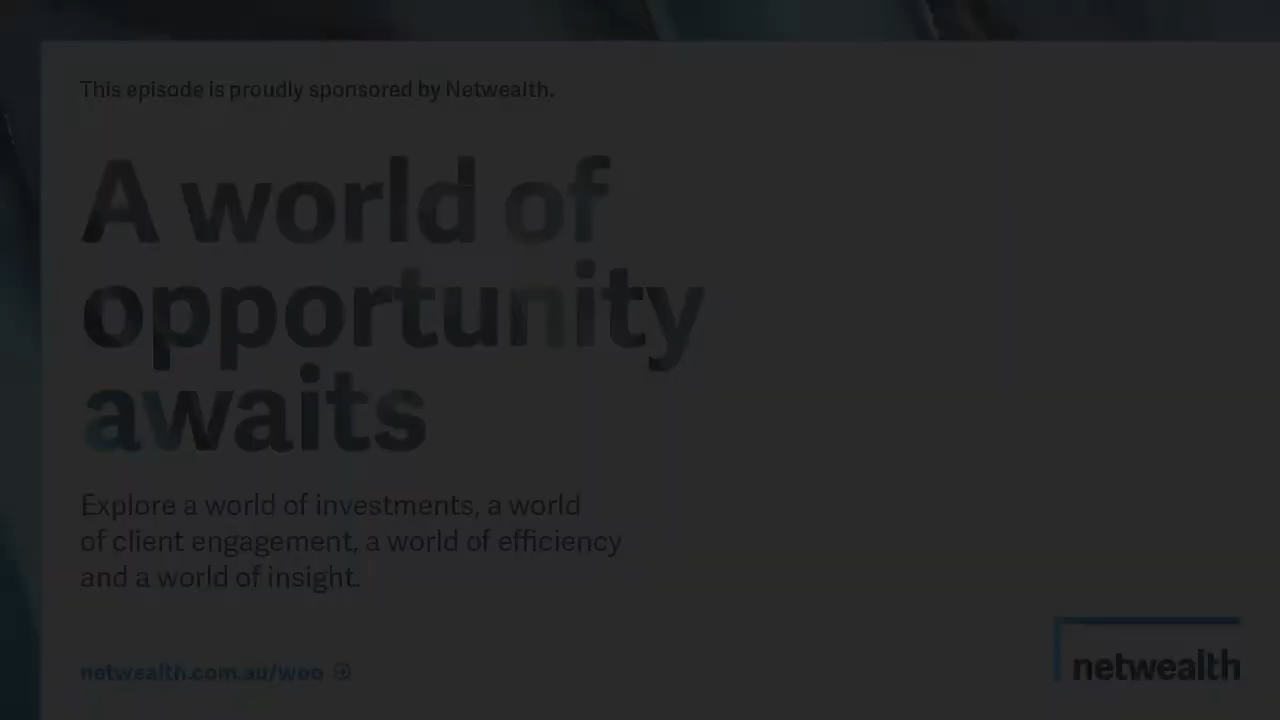 This episode is proudly sponsored by Netwealth.
A world of
opportunity
awaits
Explore a world of investments, a world
of client engagement, a world of efficiency
and a world of insight.
netwealth.com.au/woo
netwealth